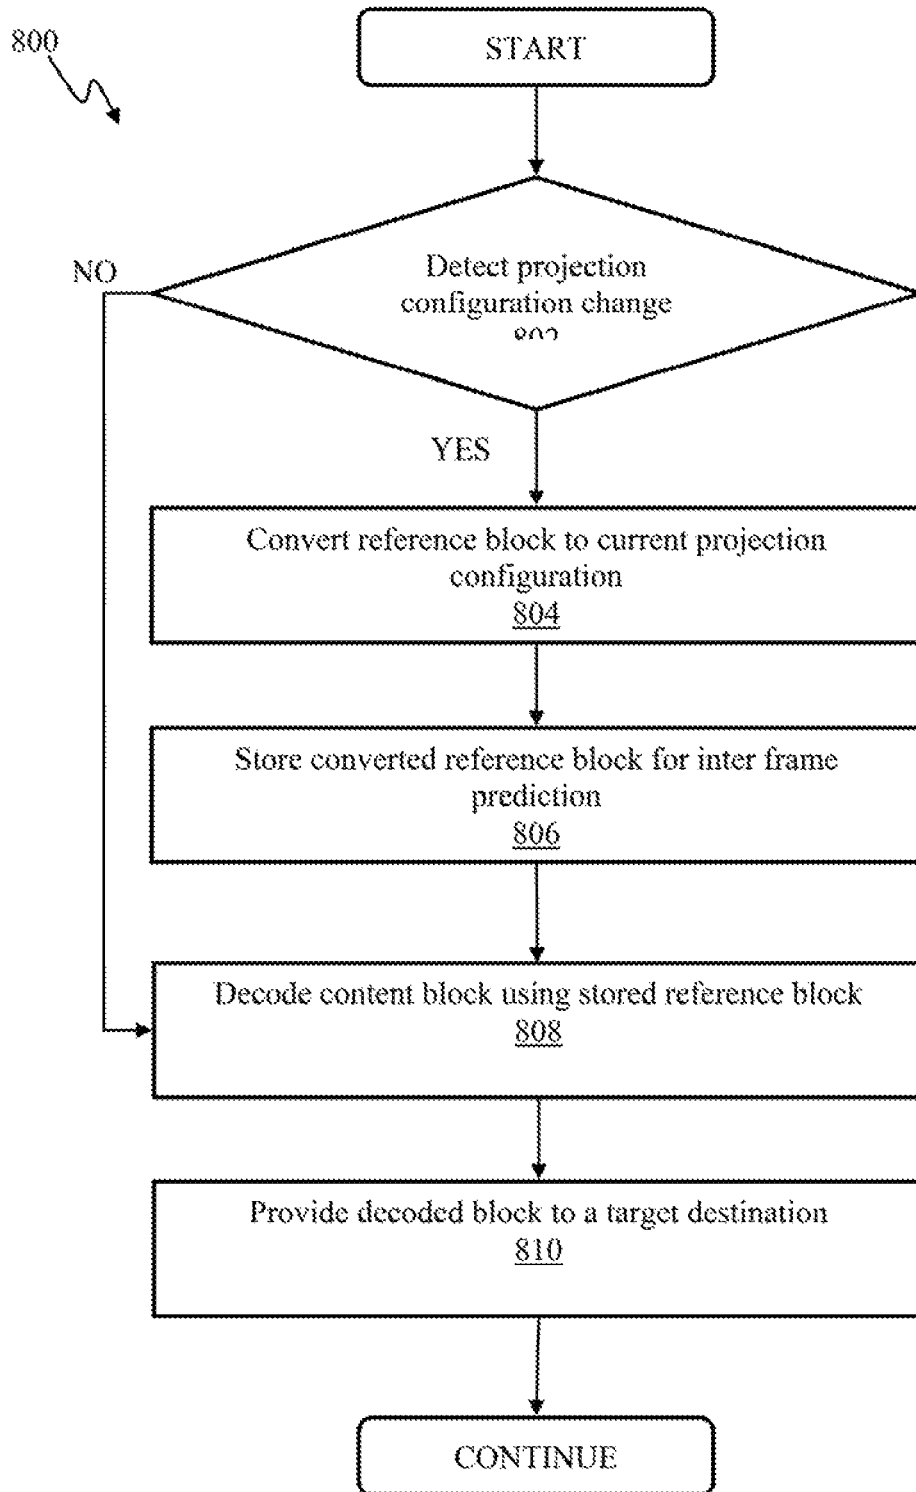 800
START
NO
Detect projection
configuration change
802
YES
Convert reference block to current projection
configuration
804
Store converted reference block for inter frame
prediction
806
Decode content block using stored reference block
808
Provide decoded block to a target destination
810
CONTINUE